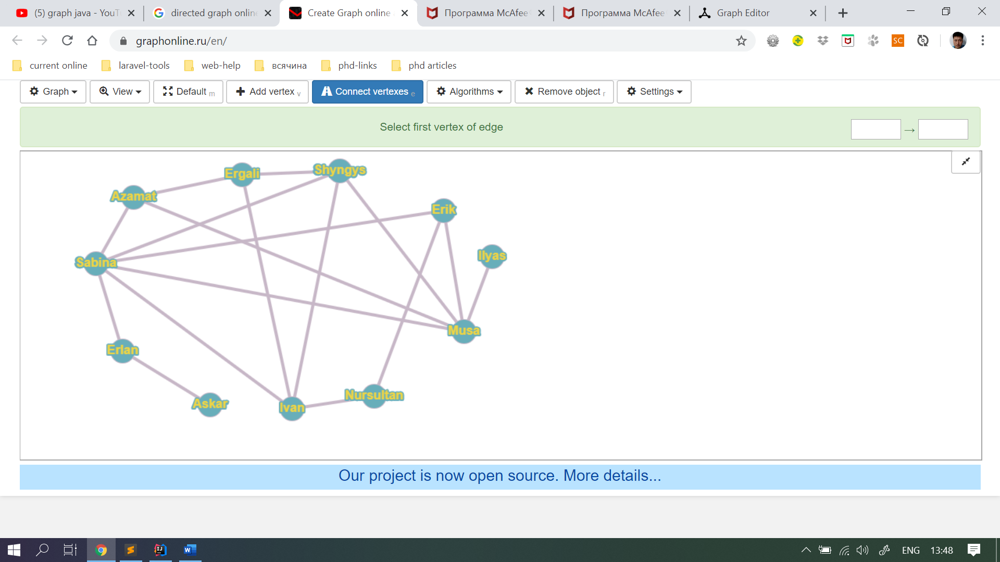 (5) graph java - YouT
directed graph online
Create Graph online
Программа McAfee
Программа McAfee
Graph Editor
graphonline.ru/en/
SC
current online
laravel-tools
web-help
всячина
phd-links
phd articles
Graph
View
Default m
Add vertex v
Connect vertexes e
Algorithms
Remove object r
Settings
Select first vertex of edge
→
Ergali
Shyngys
Azamat
Erik
Ilyas
Sabina
Musa
Erlan
Nursultan
Askar
Ivan
Our project is now open source. More details...
ENG
13:48